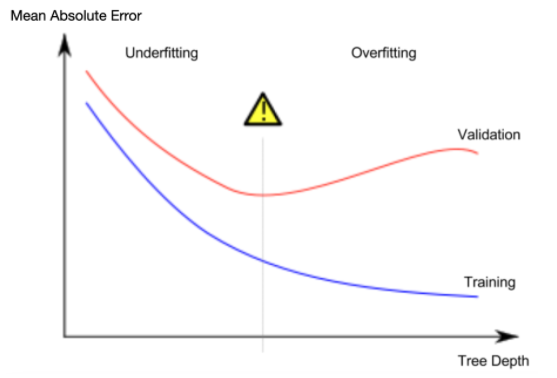 Mean Absolute Error
Underfitting
Overfitting
!
Validation
Training
Tree Depth